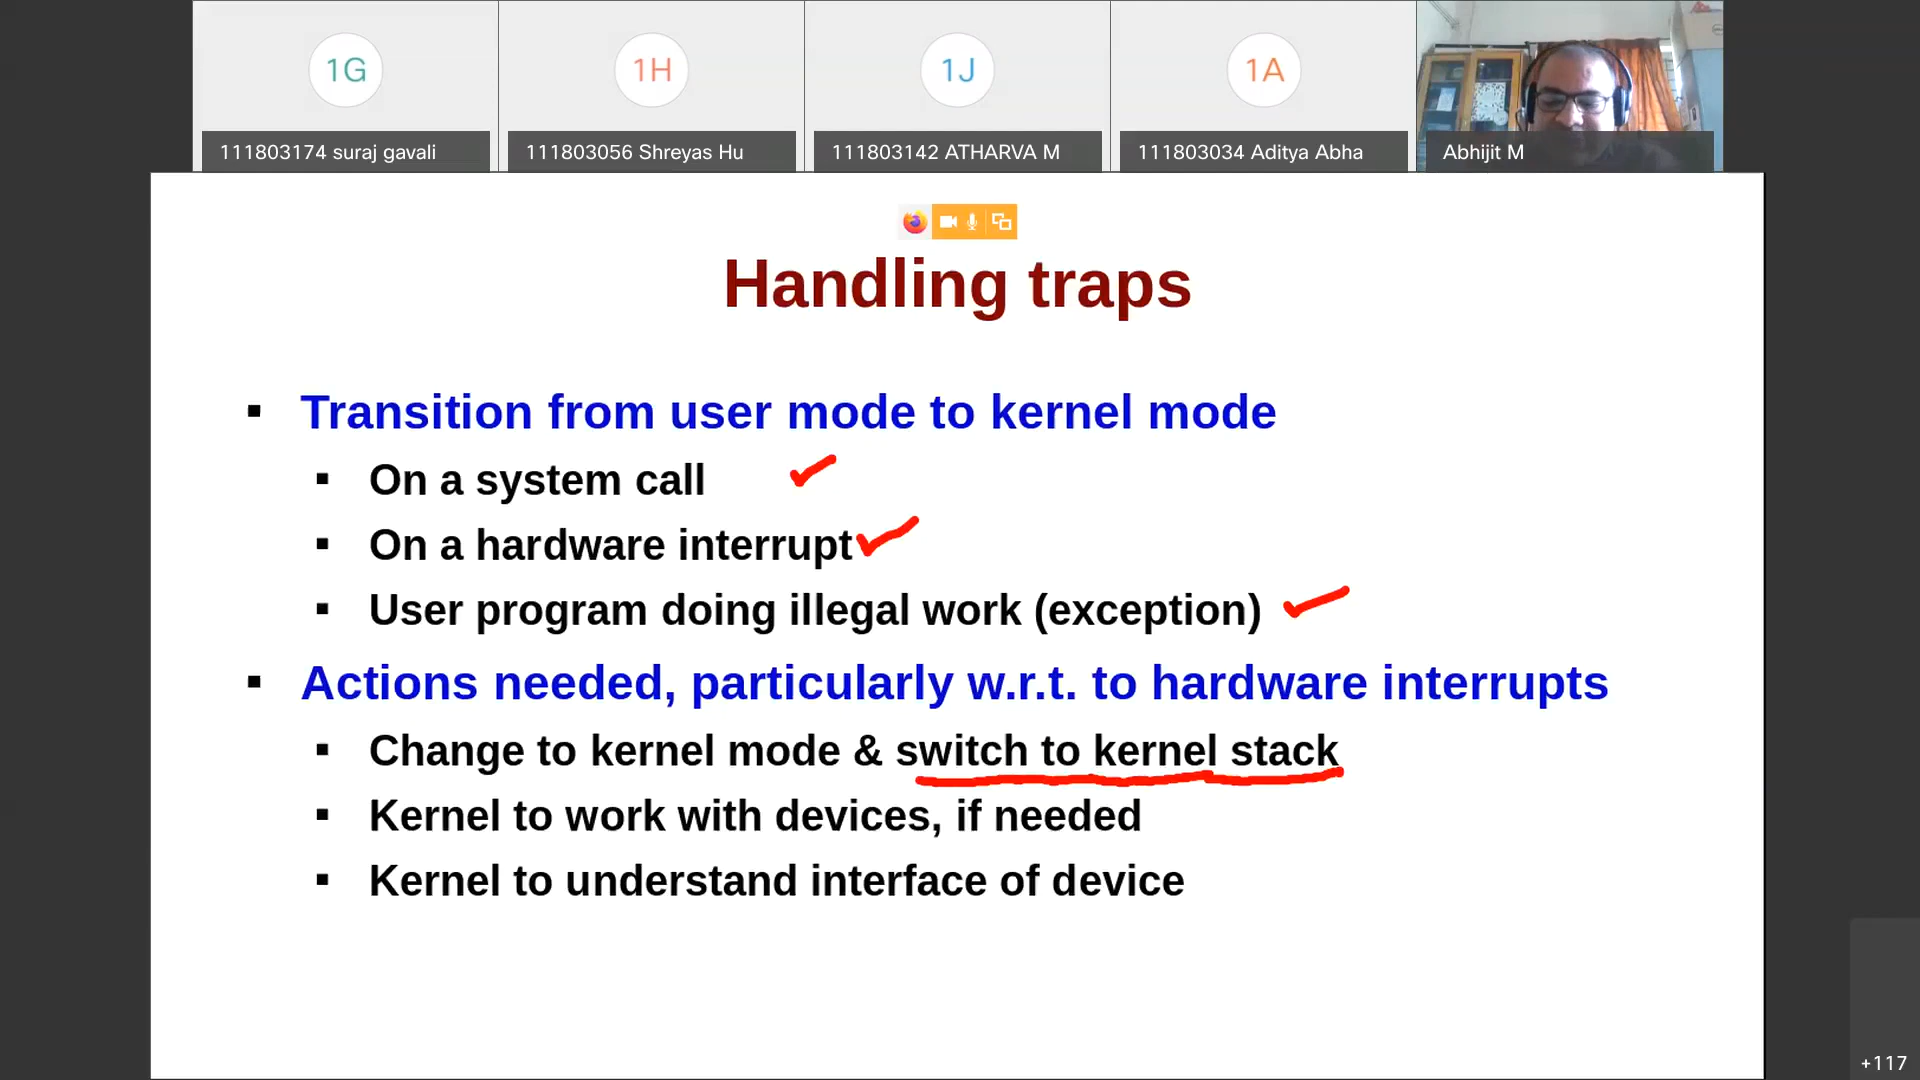 1G
1H
1J
1A
111803174 suraj gavali
111803056 Shreyas Hu
111803142 ATHARVA M
111803034 Aditya Abha
Abhijit M
Handling traps
Transition from user mode to kernel mode
On a system call
On a hardware interrupt
User program doing illegal work (exception)
Actions needed, particularly w.r.t. to hardware interrupts
Change to kernel mode & switch to kernel stack
Kernel to work with devices, if needed
Kernel to understand interface of device
+117